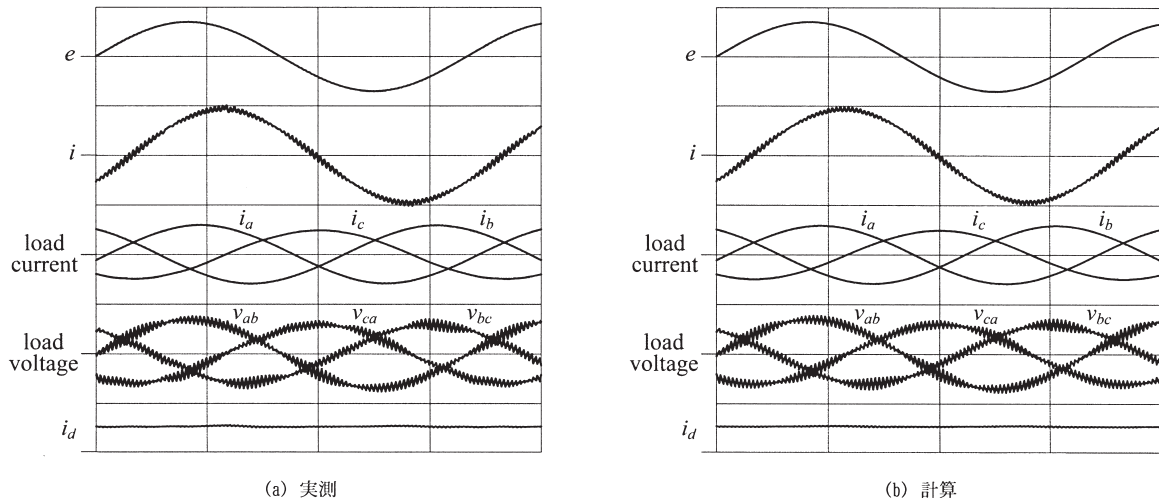 e
i
i_a i_c i_b
load
current
v_ab v_ca v_bc
load
voltage
i_d
(a) 実測
e
i
i_a i_c i_b
load
current
v_ab v_ca v_bc
load
voltage
i_d
(b) 計算